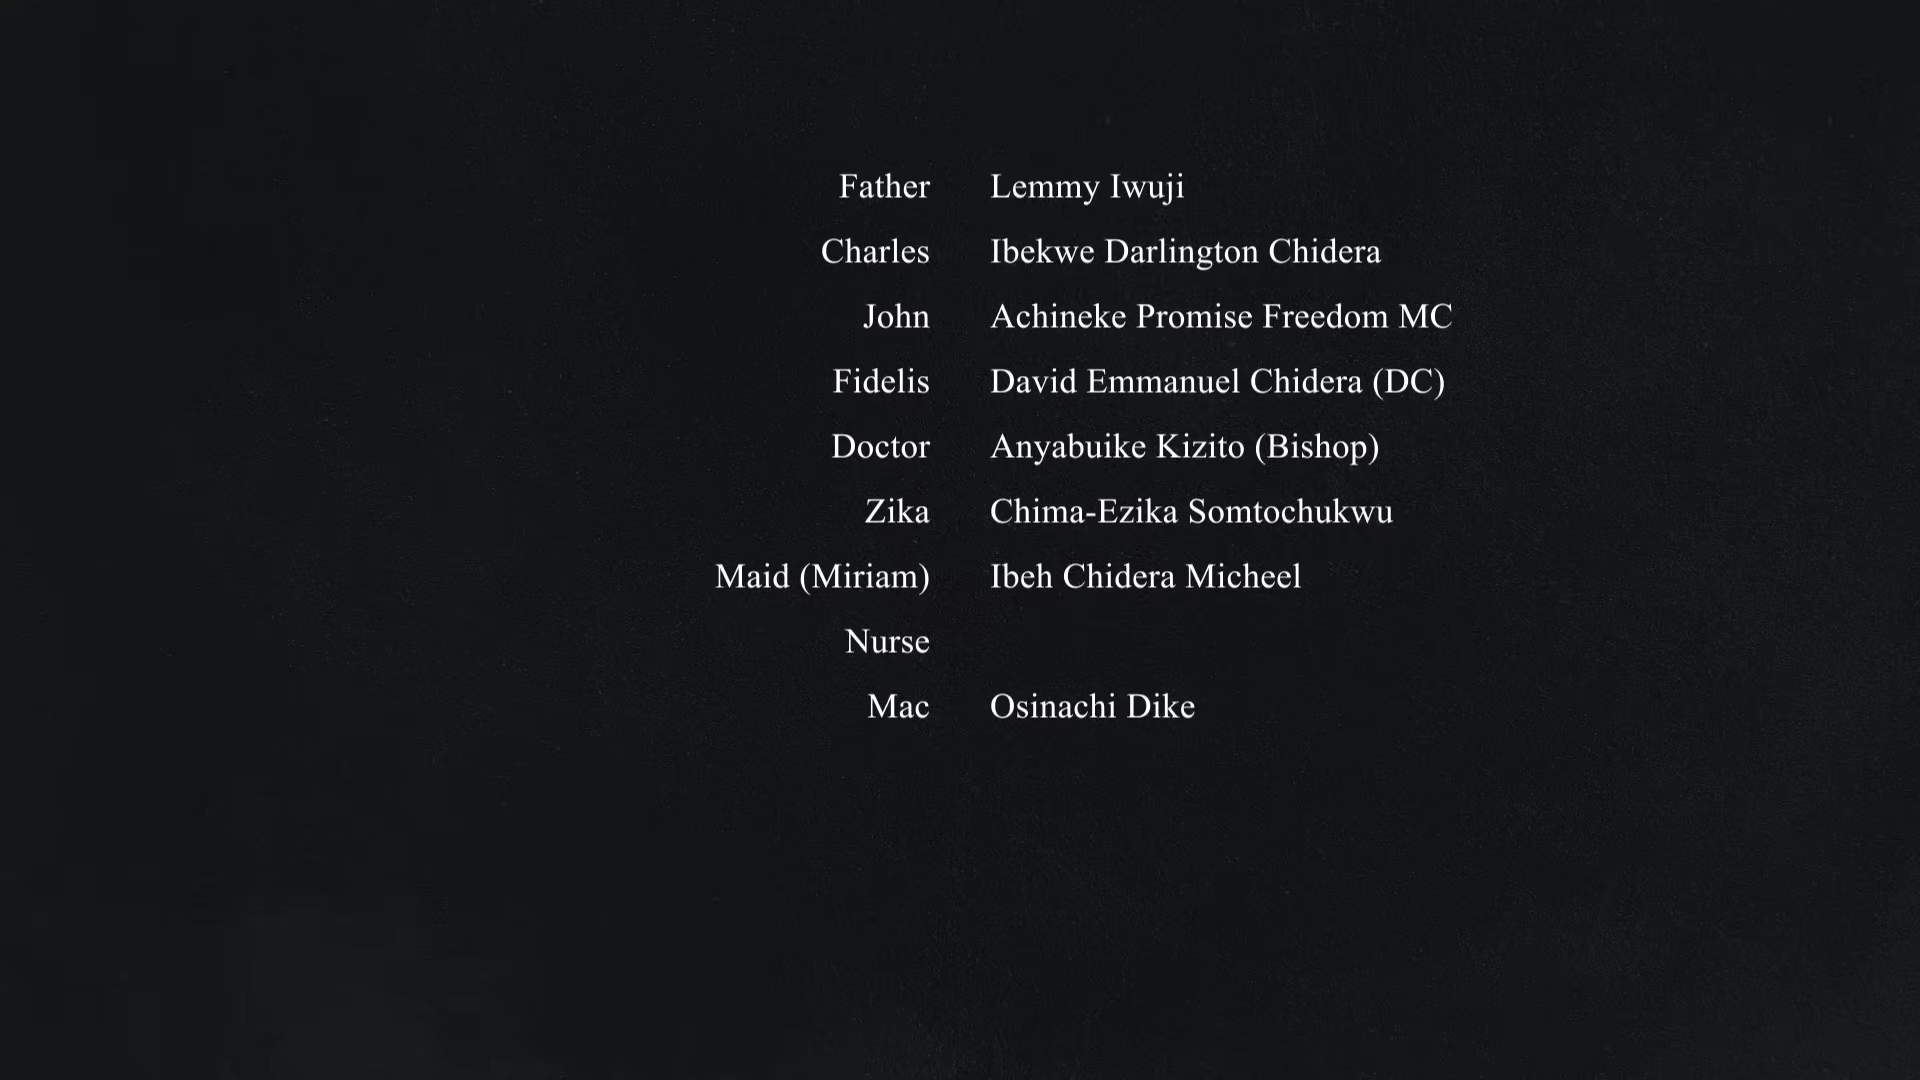 Father Lemmy Iwuji
Charles Ibekwe Darlington Chidera
John Achineke Promise Freedom MC
Fidelis David Emmanuel Chidera (DC)
Doctor Anyabuike Kizito (Bishop)
Zika Chima-Ezika Somtochukwu
Maid (Miriam) Ibeh Chidera Micheel
Nurse
Mac Osinachi Dike